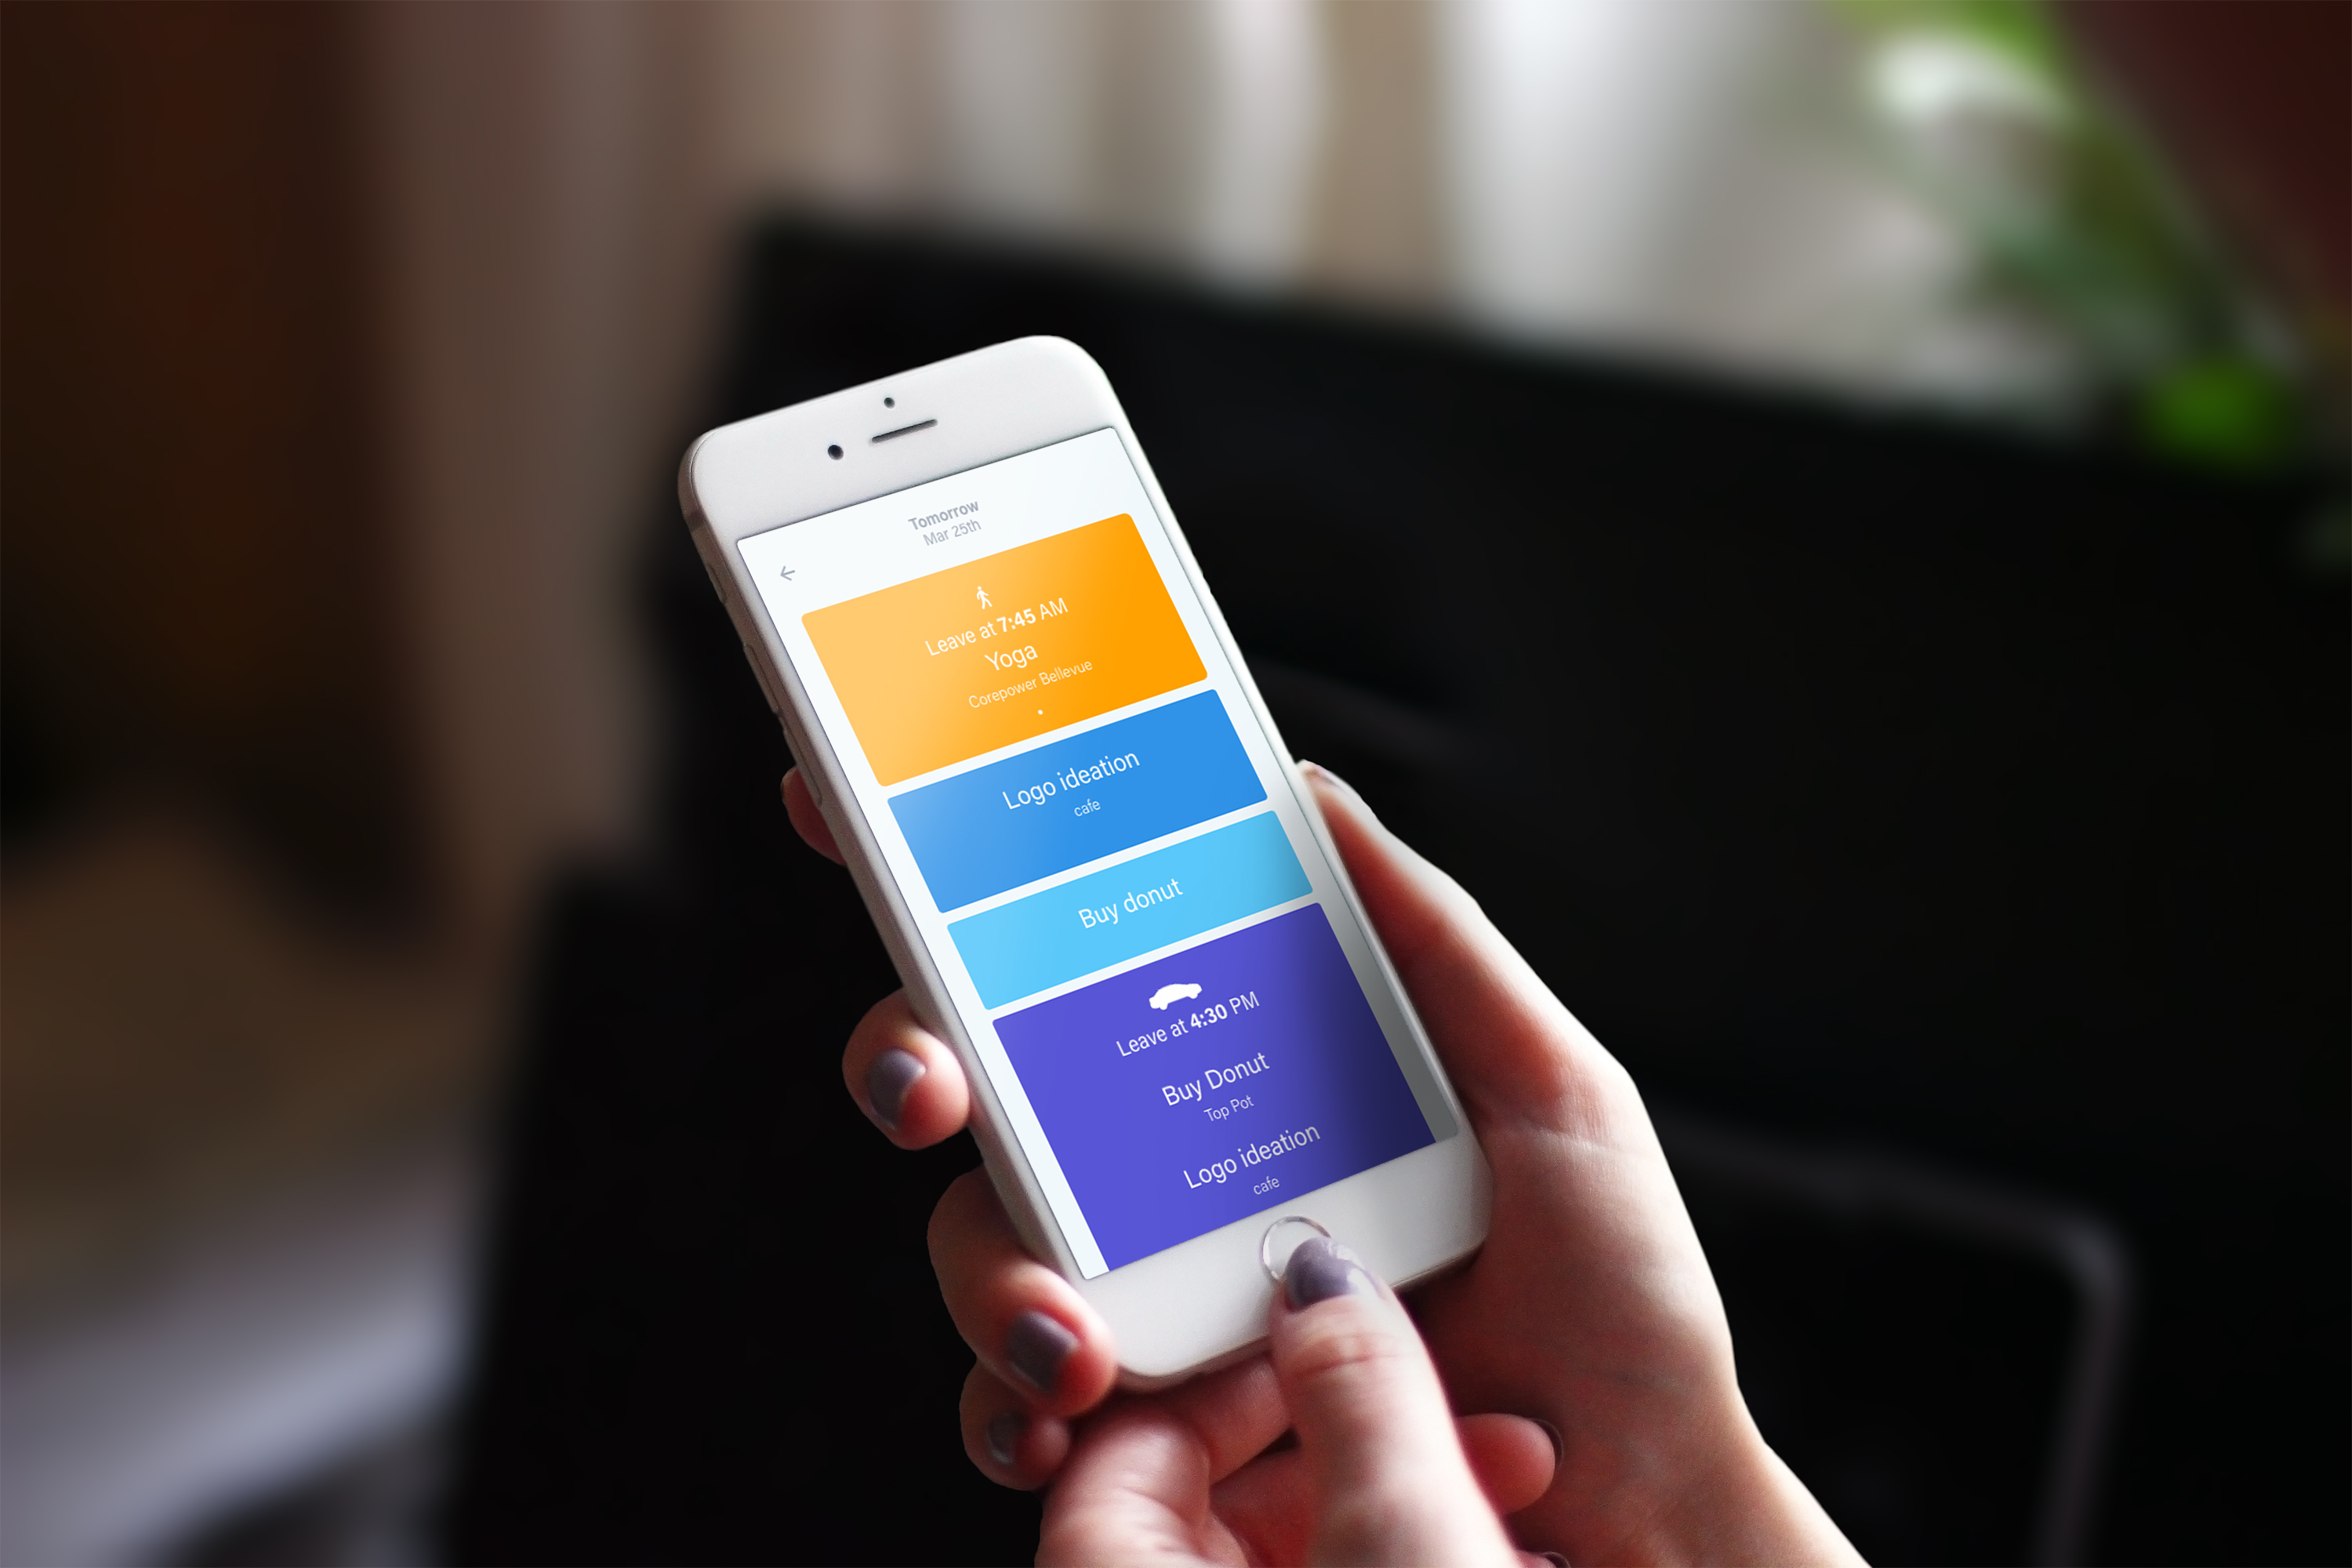 Tomorrow
Mar 25th
Leave at 7:45 AM
Yoga
Corepower Bellevue
Logo ideation
cafe
Buy donut
Leave at 4:30 PM
Buy Donut
Top Pot
Logo ideation
cafe